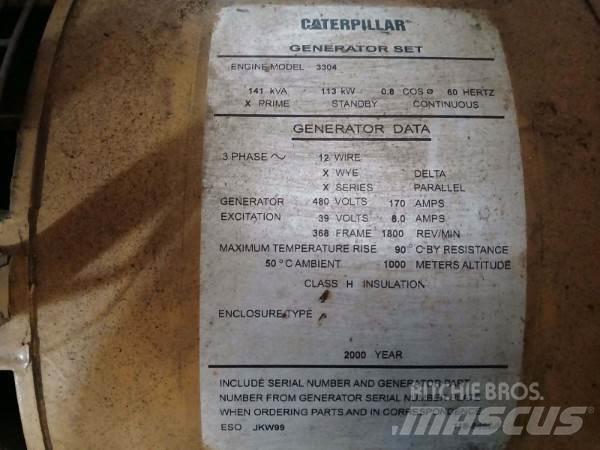 CATERPILLAR
GENERATOR SET
ENGINE MODEL 3304
141 kVA 113 kW 0.8 COS Ø 60 HERTZ
X PRIME STANDBY CONTINUOUS
GENERATOR DATA
3 PHASE ~ 12 WIRE
X WYE DELTA
X SERIES PARALLEL
GENERATOR 480 VOLTS 170 AMPS
EXCITATION 39 VOLTS 6.0 AMPS
368 FRAME 1800 REV/MIN
MAXIMUM TEMPERATURE RISE 90 °C BY RESISTANCE
50 °C AMBIENT 1000 METERS ALTITUDE
CLASS H INSULATION
ENCLOSURE TYPE
2000 YEAR
INCLUDE SERIAL NUMBER AND GENERATOR PART
NUMBER FROM GENERATOR SERIAL NUMBER PLATE
WHEN ORDERING PARTS AND IN CORRESPONDENCE
ESO JKW99
RITCHIE BROS.
MASCUS